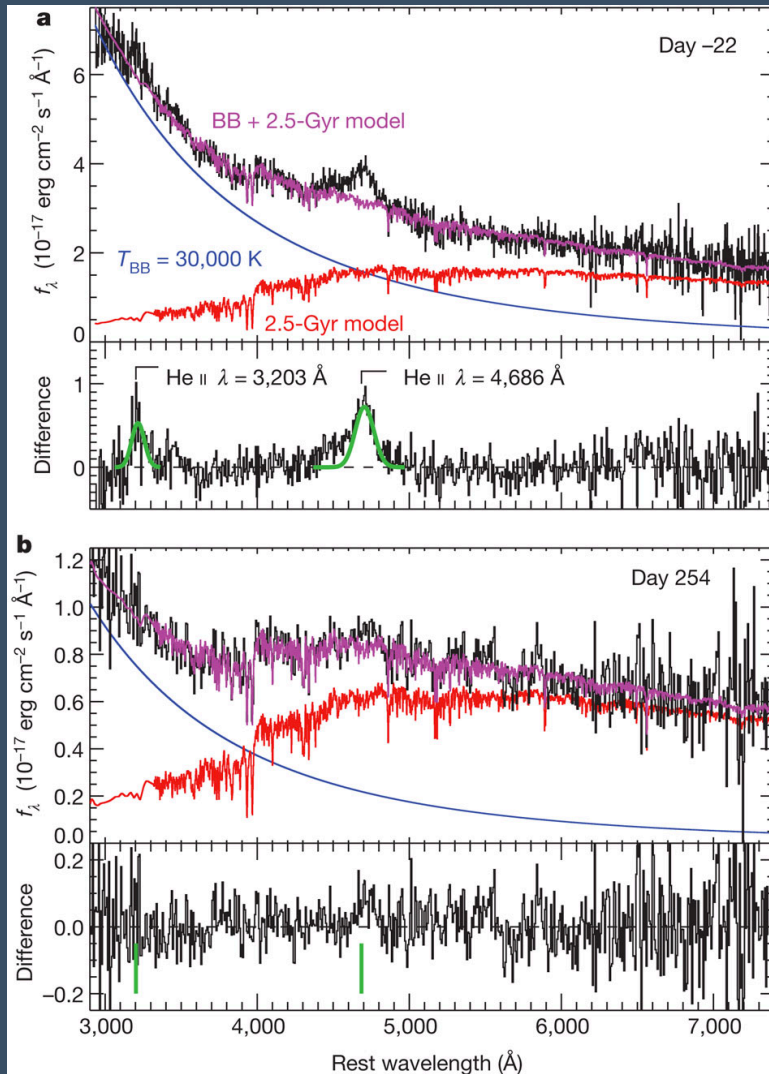 a
Day –22
BB + 2.5-Gyr model
T_BB = 30,000 K
2.5-Gyr model
f_λ (10⁻¹⁷ erg cm⁻² s⁻¹ Å⁻¹)
6
4
2
0
He II λ = 3,203 Å
He II λ = 4,686 Å
Difference
1
0
b
Day 254
f_λ (10⁻¹⁷ erg cm⁻² s⁻¹ Å⁻¹)
1.2
1.0
0.8
0.6
0.4
0.2
0.0
Difference
0.2
0.0
–0.2
3,000 4,000 5,000 6,000 7,000
Rest wavelength (Å)